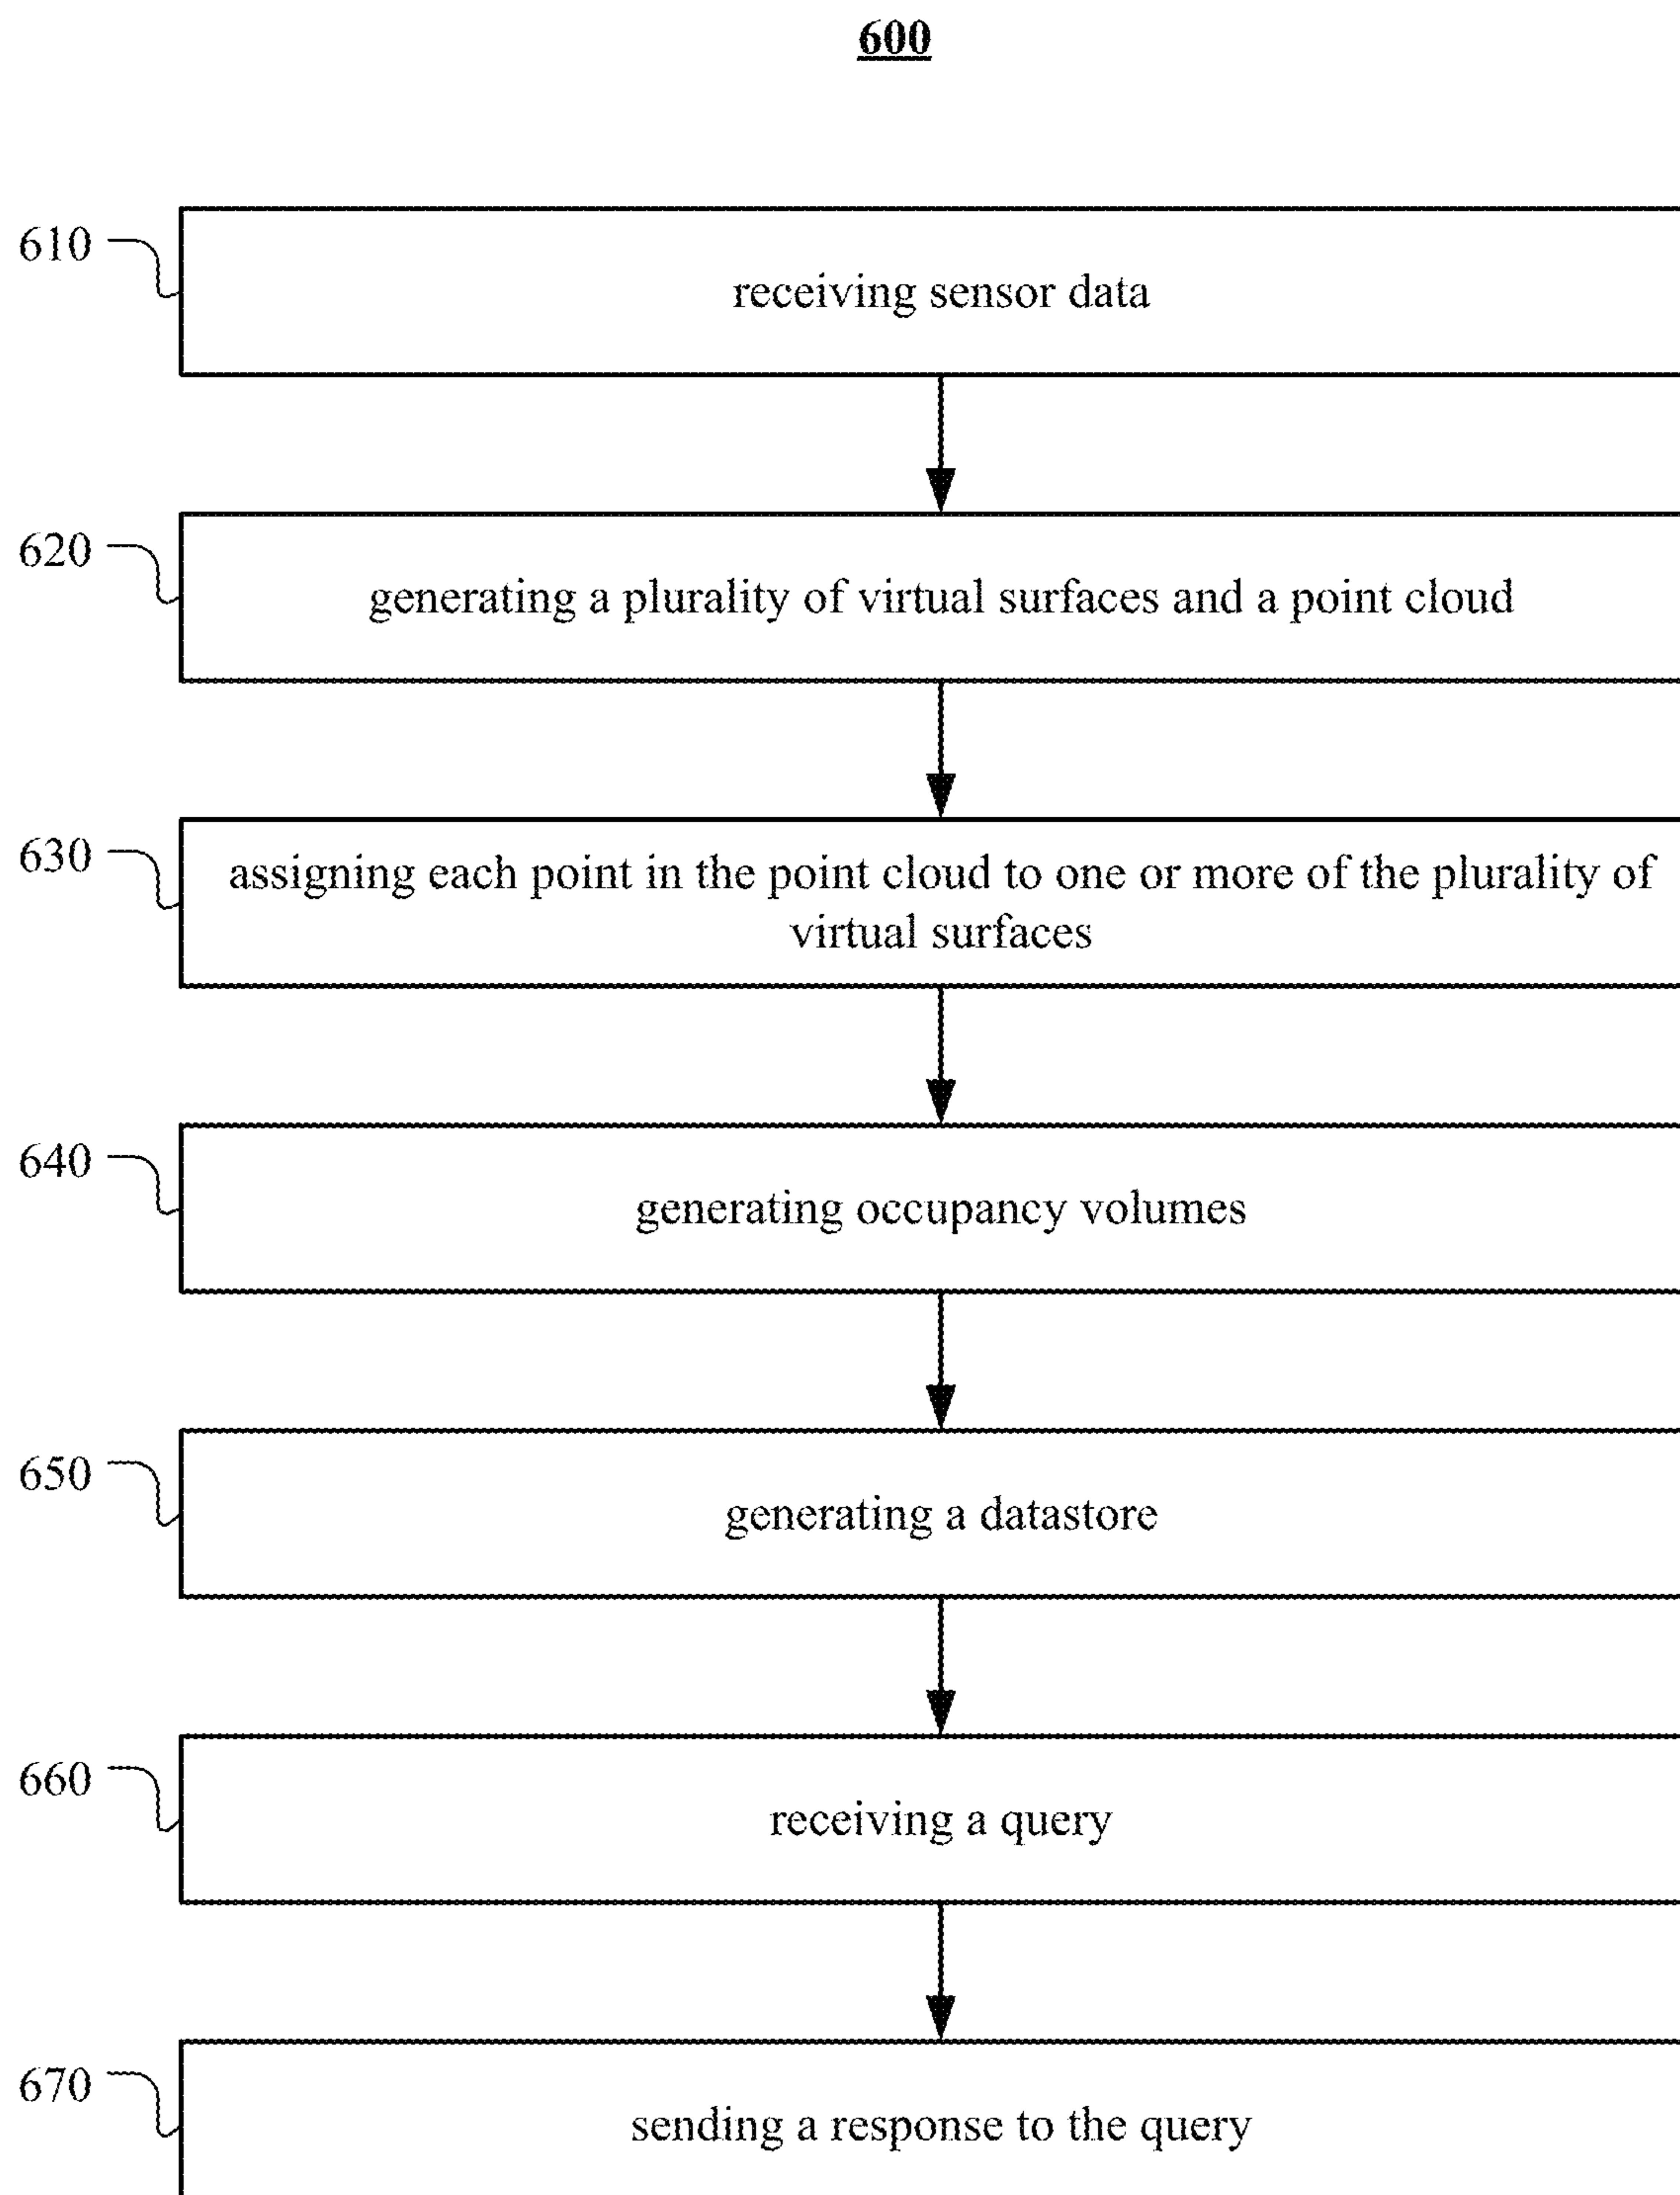 600
610
receiving sensor data
620
generating a plurality of virtual surfaces and a point cloud
630
assigning each point in the point cloud to one or more of the plurality of
virtual surfaces
640
generating occupancy volumes
650
generating a datastore
660
receiving a query
670
sending a response to the query